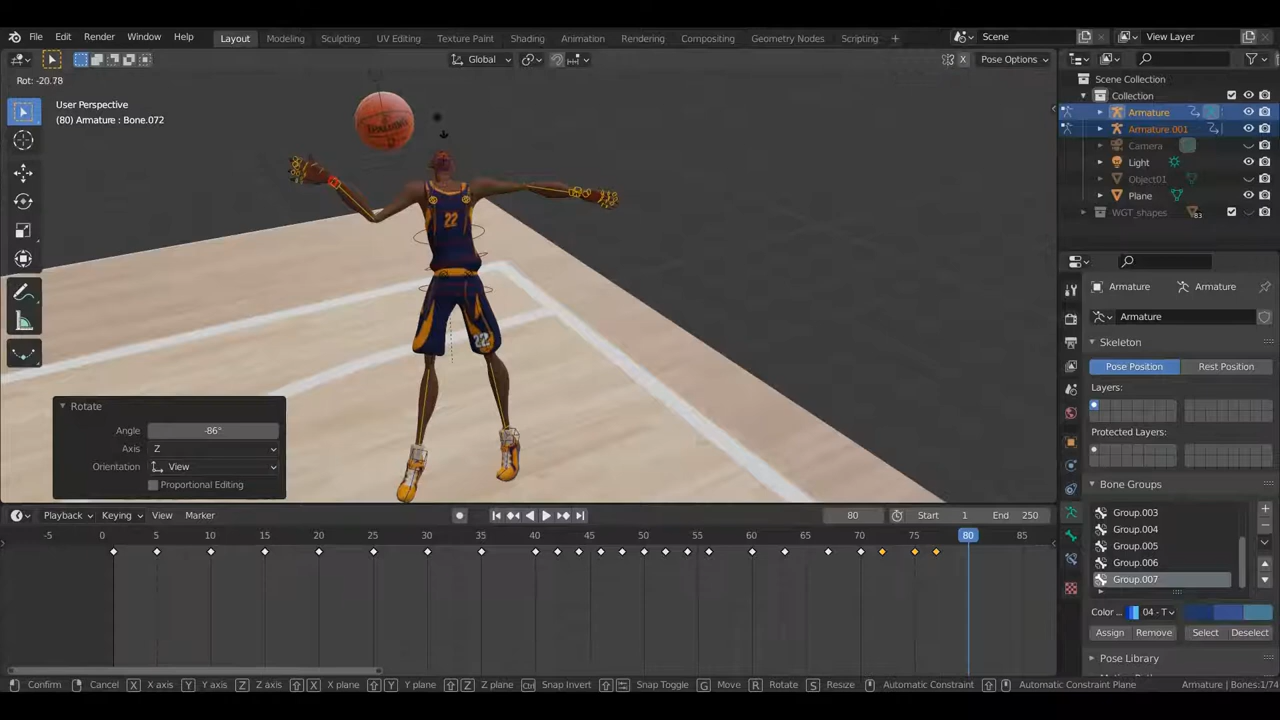 File Edit Render Window Help Layout Modeling Sculpting UV Editing Texture Paint Shading Animation Rendering Compositing Geometry Nodes Scripting + Scene View Layer
Global X Pose Options
Rot: -20.78
User Perspective
(80) Armature : Bone.072
SPALDING
22
22
Scene Collection
Collection
Armature
Armature.001
Camera
Light
Object01
Plane
WGT_shapes 83
Armature Armature
Armature
Skeleton
Pose Position Rest Position
Layers:
Protected Layers:
Bone Groups
Group.003
Group.004
Group.005
Group.006
Group.007
Color ... 04 - T
Assign Remove Select Deselect
Pose Library
Rotate
Angle -86°
Axis Z
Orientation View
Proportional Editing
Playback Keying View Marker 80 Start 1 End 250
-5 0 5 10 15 20 25 30 35 40 45 50 55 60 65 70 75 80 85
Confirm Cancel X X axis Y Y axis Z Z axis X X plane Y Y plane Z Z plane Ctrl Snap Invert Snap Toggle G Move R Rotate S Resize Automatic Constraint Automatic Constraint Plane Armature | Bones:1/74